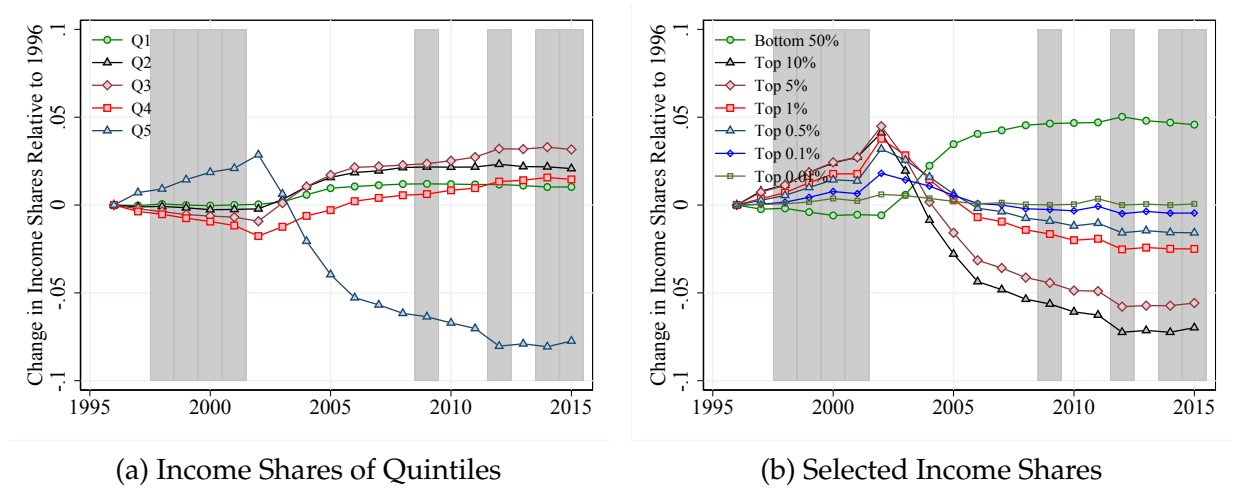 Change in Income Shares Relative to 1996
.1
.05
0
-.05
-.1
Q1
Q2
Q3
Q4
Q5
1995
2000
2005
2010
2015
(a) Income Shares of Quintiles
Change in Income Shares Relative to 1996
.1
.05
0
-.05
-.1
Bottom 50%
Top 10%
Top 5%
Top 1%
Top 0.5%
Top 0.1%
Top 0.01%
1995
2000
2005
2010
2015
(b) Selected Income Shares